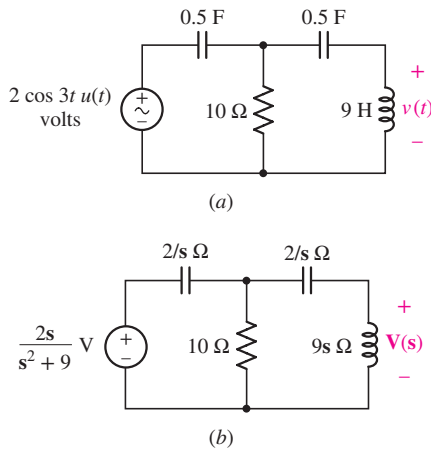 0.5 F 0.5 F
+
2 cos 3t u(t) volts + − 10 Ω 9 H v(t)
−
(a)
2/s Ω 2/s Ω
+
2s / s² + 9 V + − 10 Ω 9s Ω V(s)
−
(b)